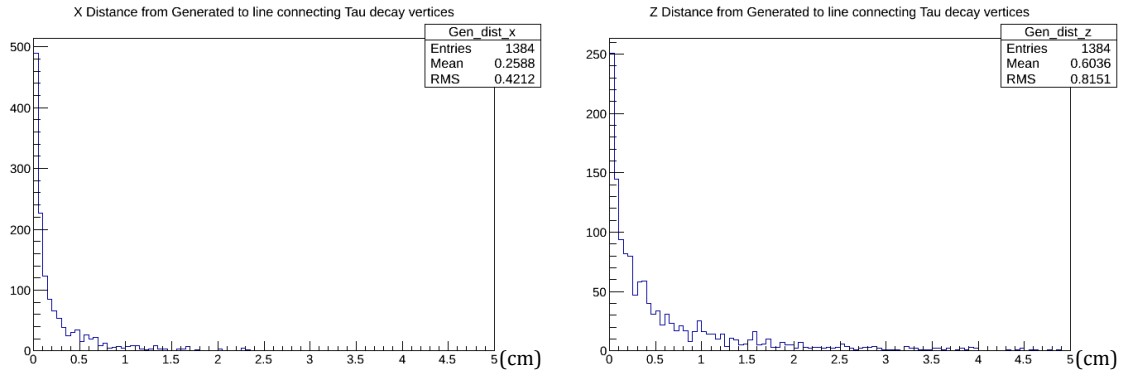 X Distance from Generated to line connecting Tau decay vertices
Gen_dist_x
Entries 1384
Mean 0.2588
RMS 0.4212
500
400
300
200
100
0
0 0.5 1 1.5 2 2.5 3 3.5 4 4.5 5 (cm)
Z Distance from Generated to line connecting Tau decay vertices
Gen_dist_z
Entries 1384
Mean 0.6036
RMS 0.8151
250
200
150
100
50
0
0 0.5 1 1.5 2 2.5 3 3.5 4 4.5 5 (cm)